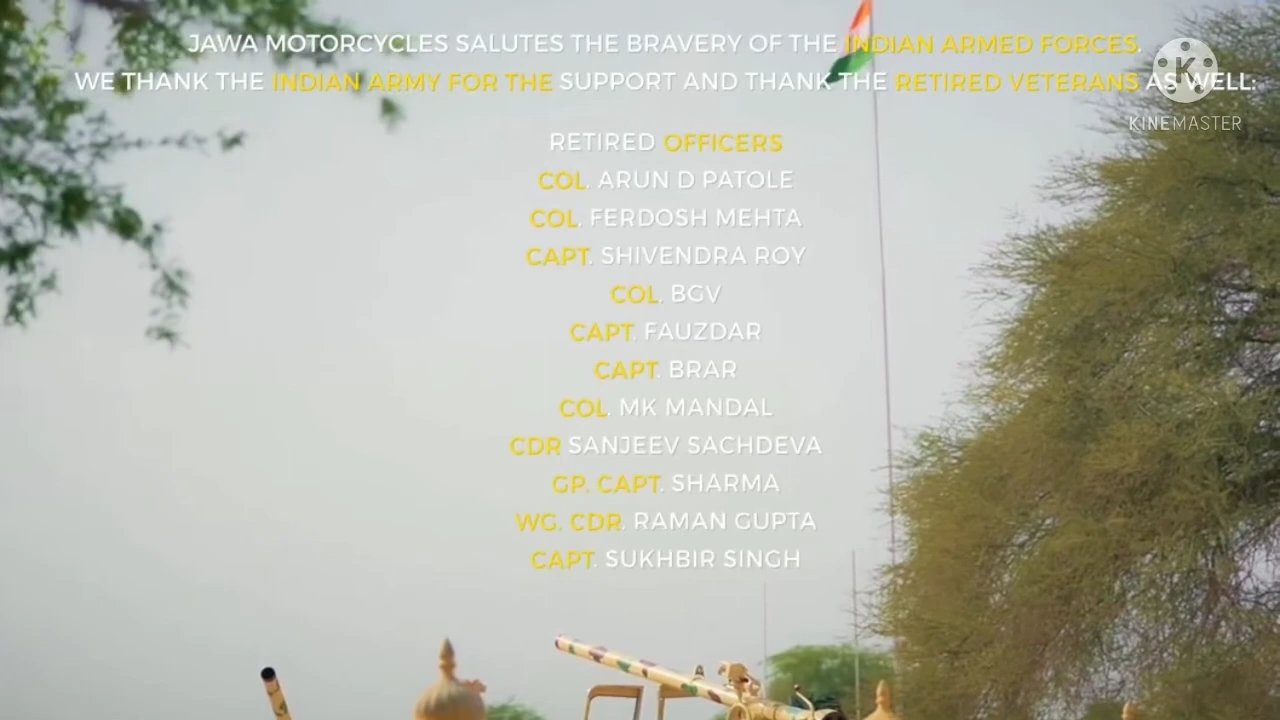 JAWA MOTORCYCLES SALUTES THE BRAVERY OF THE INDIAN ARMED FORCES.
WE THANK THE INDIAN ARMY FOR THE SUPPORT AND THANK THE RETIRED VETERANS AS WELL:
KINEMASTER
RETIRED OFFICERS
COL. ARUN D PATOLE
COL. FERDOSH MEHTA
CAPT. SHIVENDRA ROY
COL. BGV
CAPT. FAUZDAR
CAPT. BRAR
COL. MK MANDAL
CDR SANJEEV SACHDEVA
GP. CAPT. SHARMA
WG. CDR. RAMAN GUPTA
CAPT. SUKHBIR SINGH